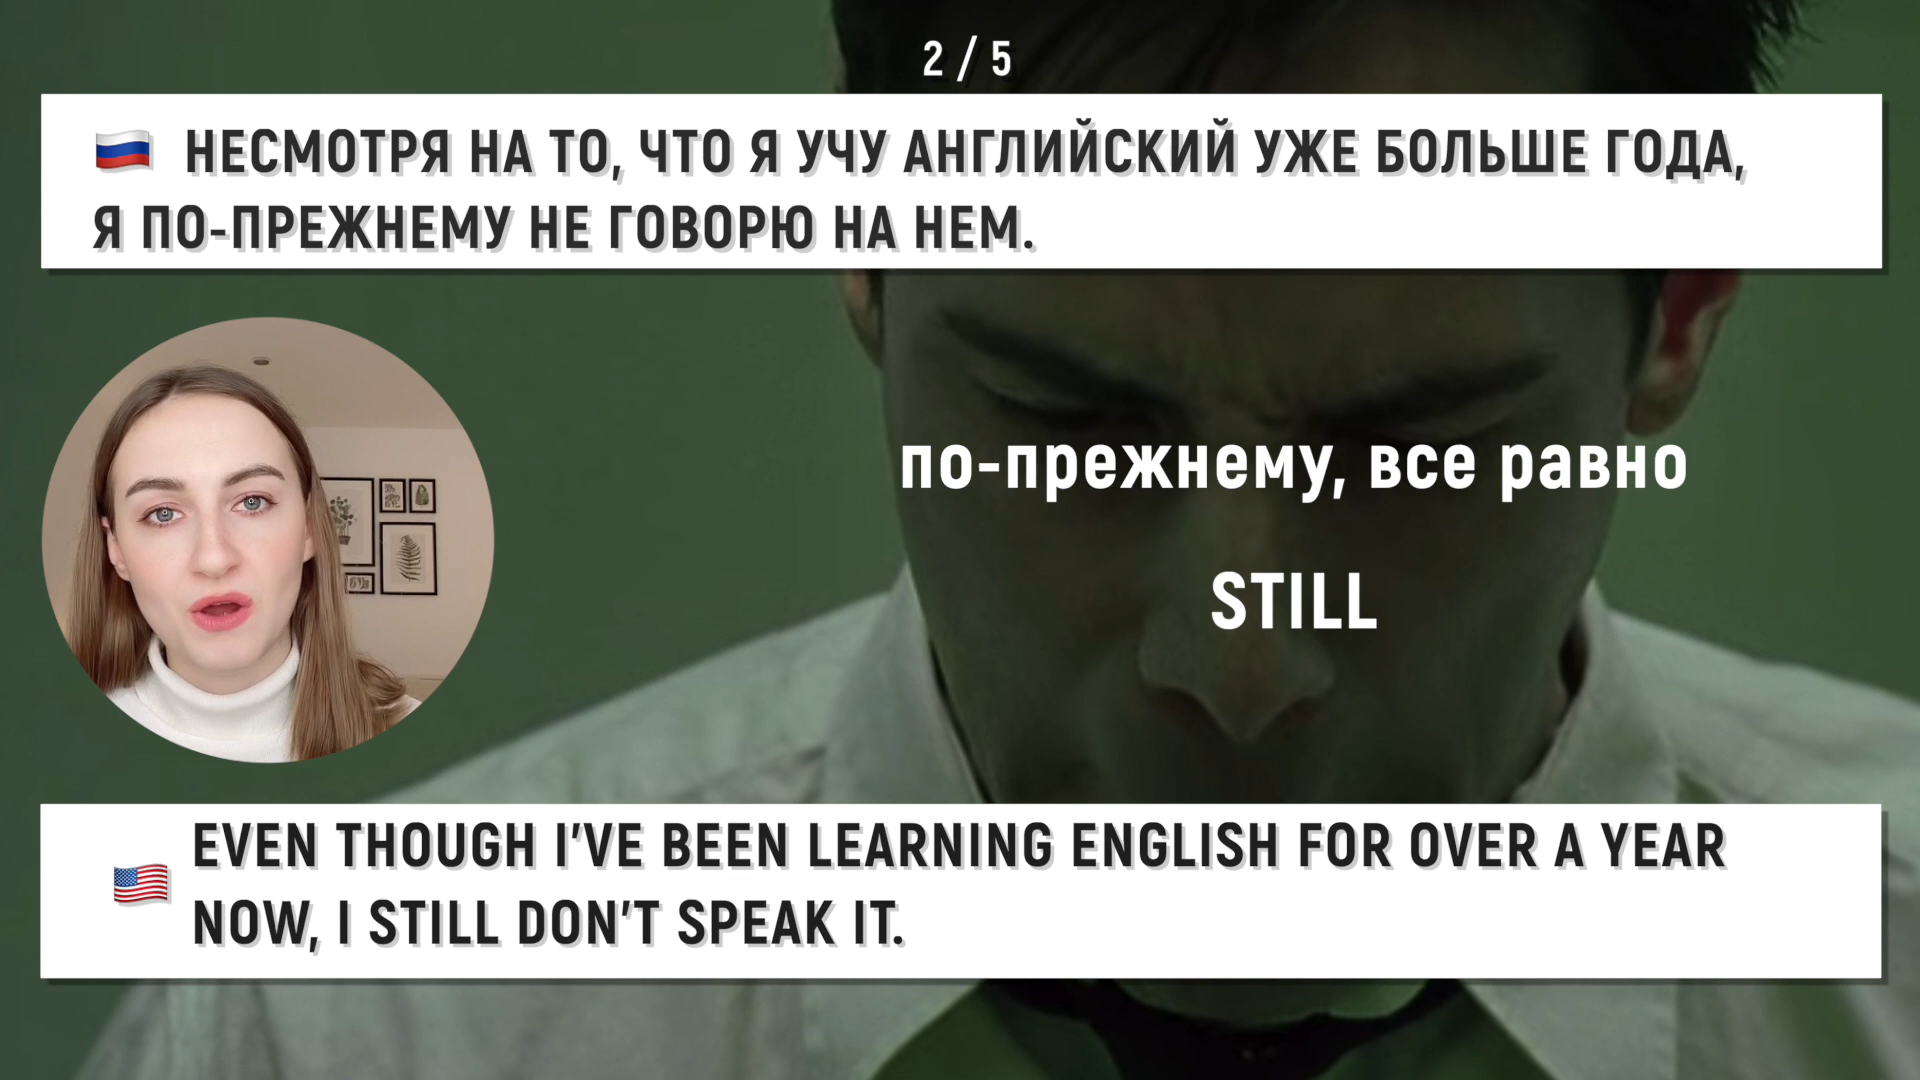 2 / 5
НЕСМОТРЯ НА ТО, ЧТО Я УЧУ АНГЛИЙСКИЙ УЖЕ БОЛЬШЕ ГОДА,
Я ПО-ПРЕЖНЕМУ НЕ ГОВОРЮ НА НЕМ.
по-прежнему, все равно
STILL
EVEN THOUGH I'VE BEEN LEARNING ENGLISH FOR OVER A YEAR
NOW, I STILL DON'T SPEAK IT.